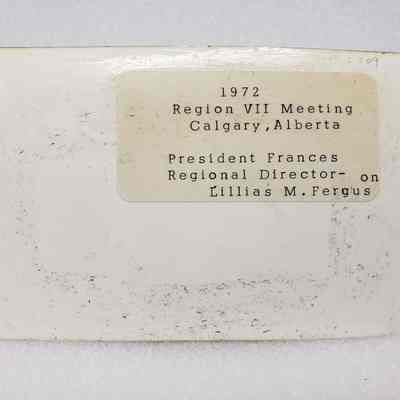 1972
Region VII Meeting
Calgary,Alberta
President Frances
Regional Director- on
Lillias M.Fergus